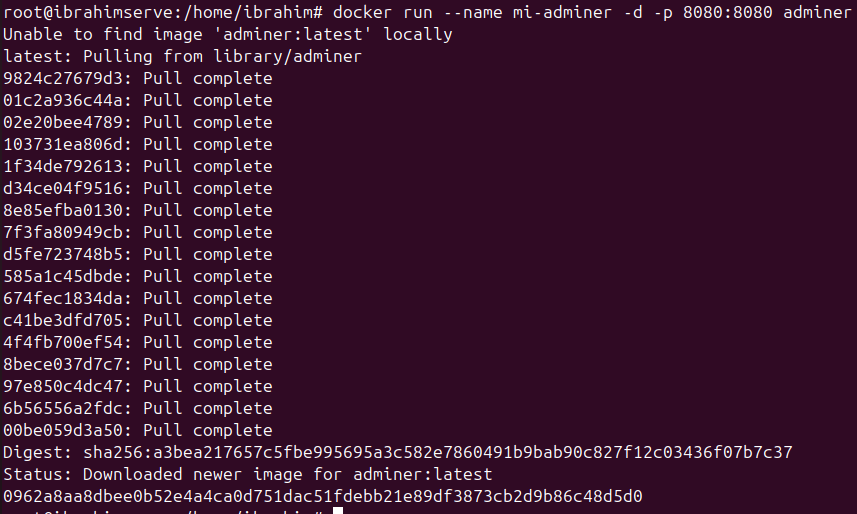 root@ibrahimserve:/home/ibrahim# docker run --name mi-adminer -d -p 8080:8080 adminer
Unable to find image 'adminer:latest' locally
latest: Pulling from library/adminer
9824c27679d3: Pull complete
01c2a936c44a: Pull complete
02e20bee4789: Pull complete
103731ea806d: Pull complete
1f34de792613: Pull complete
d34ce04f9516: Pull complete
8e85efba0130: Pull complete
7f3fa80949cb: Pull complete
d5fe723748b5: Pull complete
585a1c45dbde: Pull complete
674fec1834da: Pull complete
c41be3dfd705: Pull complete
4f4fb700ef54: Pull complete
8bece037d7c7: Pull complete
97e850c4dc47: Pull complete
6b56556a2fdc: Pull complete
00be059d3a50: Pull complete
Digest: sha256:a3bea217657c5fbe995695a3c582e7860491b9bab90c827f12c03436f07b7c37
Status: Downloaded newer image for adminer:latest
0962a8aa8dbee0b52e4a4ca0d751dac51fdebb21e89df3873cb2d9b86c48d5d0
root@ibrahimserve:/home/ibrahim#